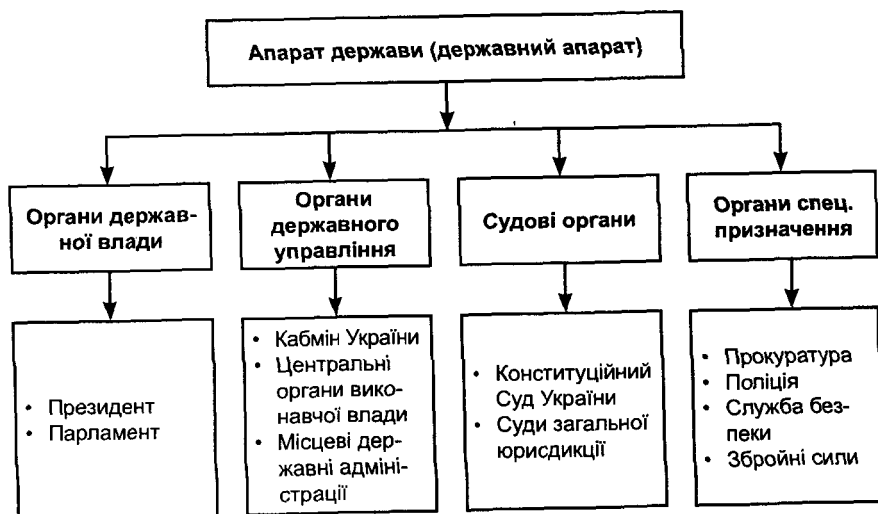 Апарат держави (державний апарат)
Органи держав-
ної влади
Органи
державного
управління
Судові органи
Органи спец.
призначення
• Президент
• Парламент
• Кабмін України
• Центральні
органи вико-
навчої влади
• Місцеві дер-
жавні адміні-
страції
• Конституційний
Суд України
• Суди загальної
юрисдикції
• Прокуратура
• Поліція
• Служба без-
пеки
• Збройні сили